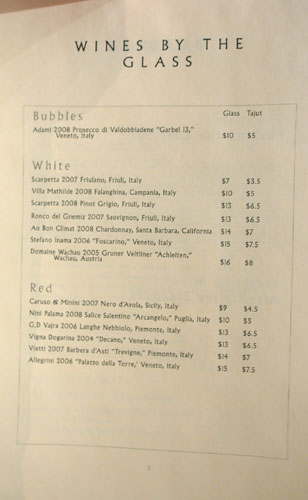 WINES BY THE
GLASS
Bubbles Glass Tajut
Adami 2008 Prosecco di Valdobbiadene "Garbel 13,"
Veneto, Italy $10 $5
White
Scarpetta 2007 Friulano, Friuli, Italy $7 $3.5
Villa Mathilde 2008 Falanghina, Campania, Italy $10 $5
Scarpetta 2008 Pinot Grigio, Friuli, Italy $13 $6.5
Ronco del Gnemiz 2007 Sauvignon, Friuli, Italy $13 $6.5
Au Bon Climat 2008 Chardonnay, Santa Barbara, California $14 $7
Stefano Inama 2006 "Foscarino," Veneto, Italy $15 $7.5
Domaine Wachau 2005 Gruner Veltliner "Achleiten,"
Wachau, Austria $16 $8
Red
Caruso & Minini 2007 Nero d'Avola, Sicily, Italy $9 $4.5
Nini Palama 2008 Salice Salentino "Arcangelo," Puglia, Italy $10 $5
G.D Vajra 2006 Langhe Nebbiolo, Piemonte, Italy $13 $6.5
Vigna Dogarina 2004 "Decano," Veneto, Italy $13 $6.5
Vietti 2007 Barbera d'Asti "Trevigne," Piemonte, Italy $14 $7
Allegrini 2006 "Palazzo della Torre,' Veneto, Italy $15 $7.5